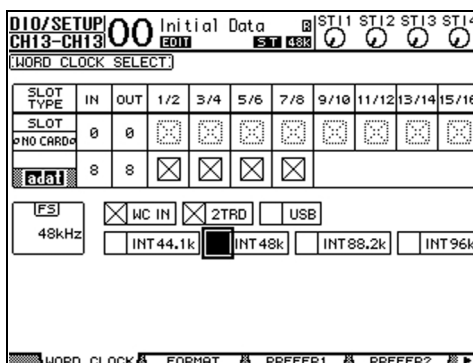 DIO/SETUP 00 Initial Data R ST I1 STI2 STI3 STI4
CH13-CH13 EDIT ST 48K
WORD CLOCK SELECT
SLOT TYPE IN OUT 1/2 3/4 5/6 7/8 9/10 11/12 13/14 15/16
SLOT 0 0
NO CARD
adat 8 8
FS WC IN 2TRD USB
48kHz INT44.1k INT48k INT88.2k INT96k
WORD CLOCK FORMAT PREFER1 PREFER2